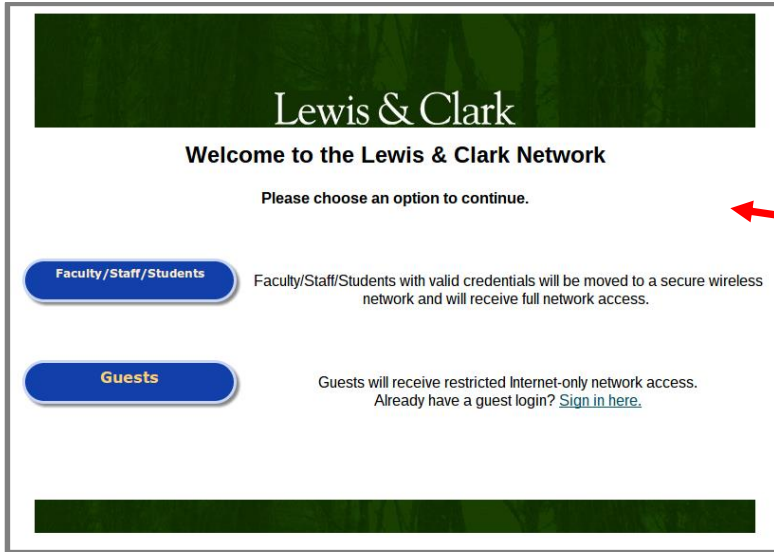 Lewis & Clark
Welcome to the Lewis & Clark Network
Please choose an option to continue.
Faculty/Staff/Students
Faculty/Staff/Students with valid credentials will be moved to a secure wireless
network and will receive full network access.
Guests
Guests will receive restricted Internet-only network access.
Already have a guest login? Sign in here.